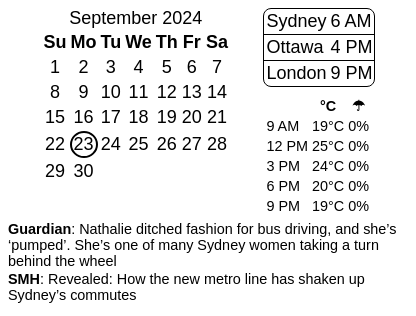 September 2024
Su Mo Tu We Th Fr Sa
1 2 3 4 5 6 7
8 9 10 11 12 13 14
15 16 17 18 19 20 21
22 23 24 25 26 27 28
29 30
Sydney 6 AM
Ottawa 4 PM
London 9 PM
°C ☂
9 AM 19°C 0%
12 PM 25°C 0%
3 PM 24°C 0%
6 PM 20°C 0%
9 PM 19°C 0%
Guardian: Nathalie ditched fashion for bus driving, and she’s
‘pumped’. She’s one of many Sydney women taking a turn
behind the wheel
SMH: Revealed: How the new metro line has shaken up
Sydney’s commutes